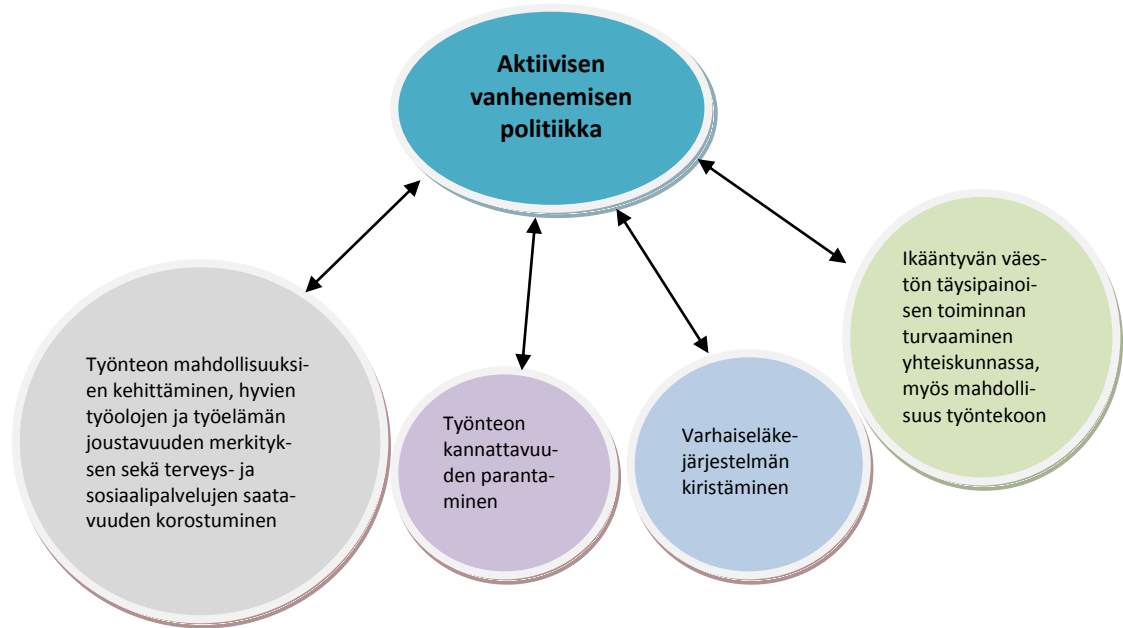 Aktiivisen
vanhenemisen
politiikka
Työnteon mahdollisuuksi-
en kehittäminen, hyvien
työolojen ja työelämän
joustavuuden merkityk-
sen sekä terveys- ja
sosiaalipalvelujen saata-
vuuden korostuminen
Työnteon
kannattavuu-
den paranta-
minen
Varhaiseläke-
järjestelmän
kiristäminen
Ikääntyvän väes-
tön täysipainoi-
sen toiminnan
turvaaminen
yhteiskunnassa,
myös mahdolli-
suus työntekoon